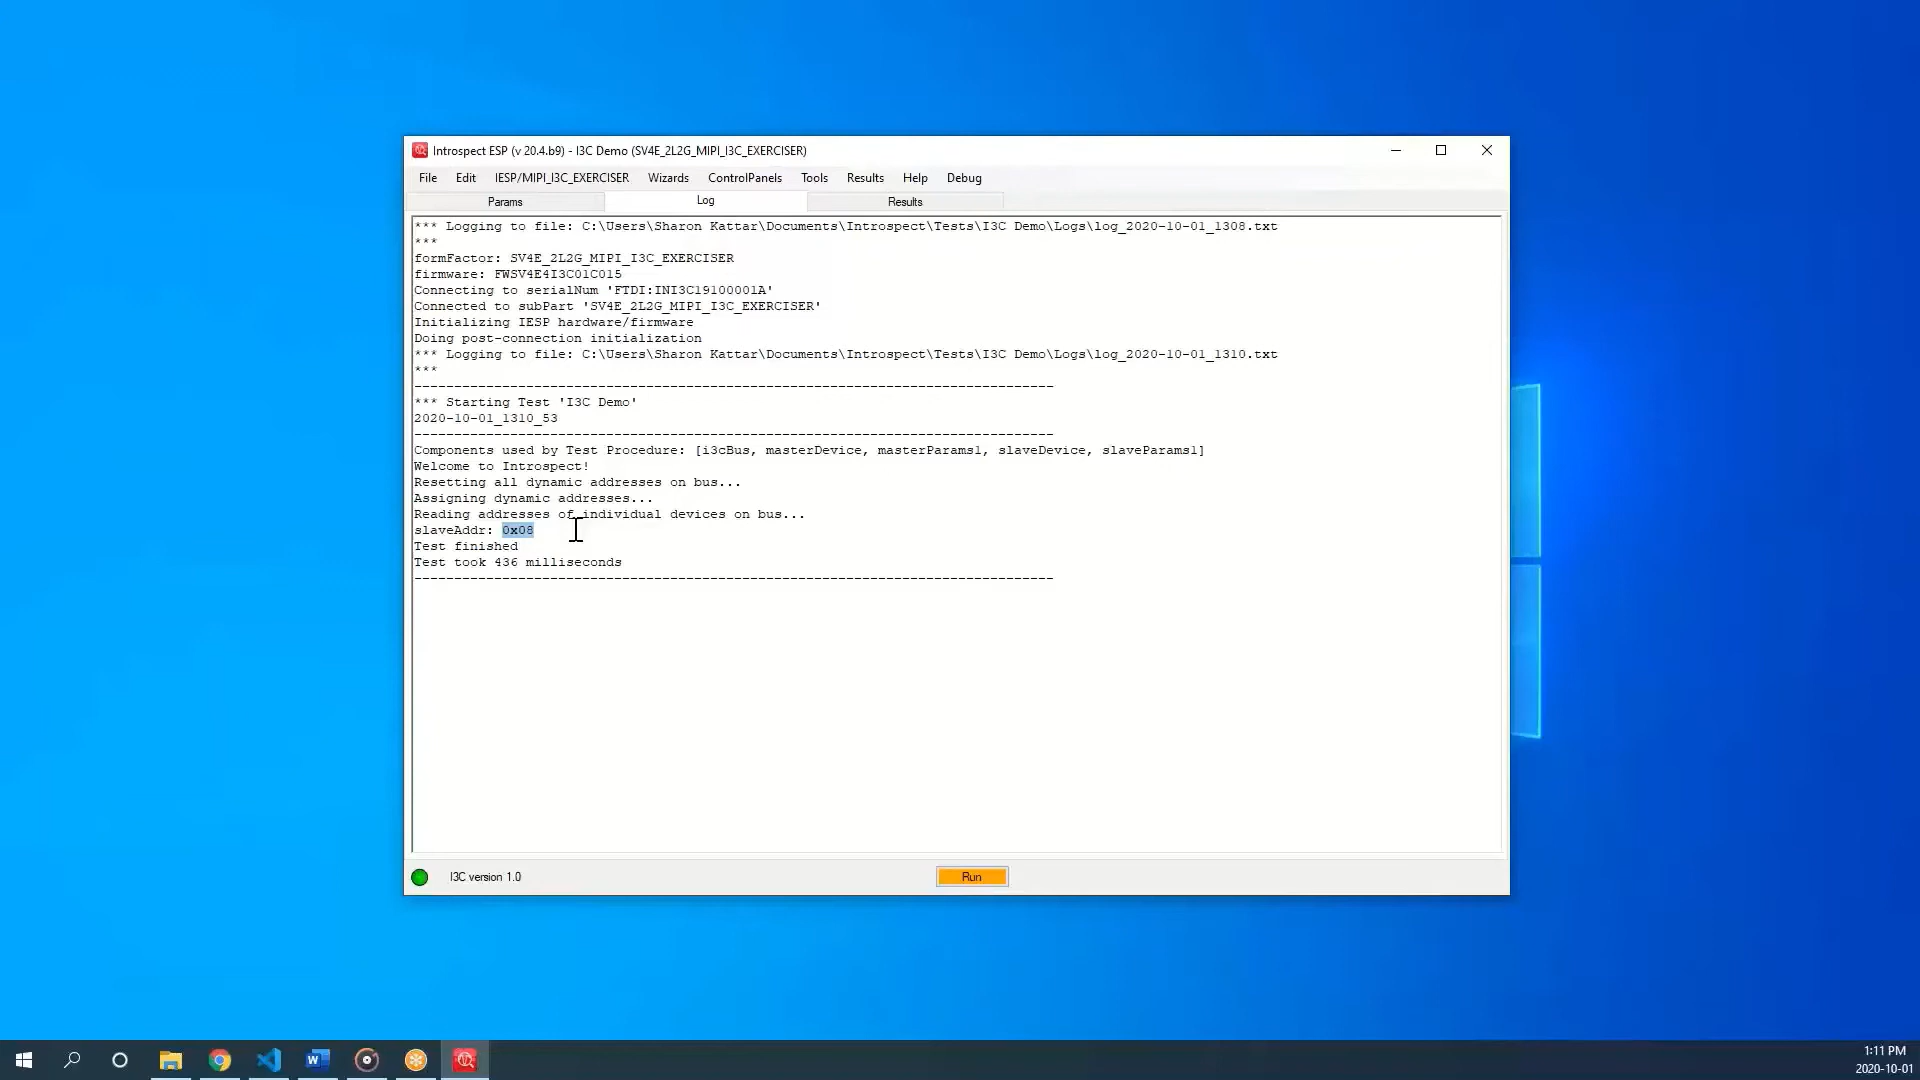 Introspect ESP (v 20.4.b9) - I3C Demo (SV4E_2L2G_MIPI_I3C_EXERCISER)
File Edit IESP/MIPI_I3C_EXERCISER Wizards ControlPanels Tools Results Help Debug
Params Log Results
*** Logging to file: C:\Users\Sharon Kattar\Documents\Introspect\Tests\I3C Demo\Logs\log_2020-10-01_1308.txt
***
formFactor: SV4E_2L2G_MIPI_I3C_EXERCISER
firmware: FWSV4E4I3C01C015
Connecting to serialNum 'FTDI:INI3C19100001A'
Connected to subPart 'SV4E_2L2G_MIPI_I3C_EXERCISER'
Initializing IESP hardware/firmware
Doing post-connection initialization
*** Logging to file: C:\Users\Sharon Kattar\Documents\Introspect\Tests\I3C Demo\Logs\log_2020-10-01_1310.txt
***
--------------------------------------------------------------------------------
*** Starting Test 'I3C Demo'
2020-10-01_1310_53
--------------------------------------------------------------------------------
Components used by Test Procedure: [i3cBus, masterDevice, masterParams1, slaveDevice, slaveParams1]
Welcome to Introspect!
Resetting all dynamic addresses on bus...
Assigning dynamic addresses...
Reading addresses of individual devices on bus...
slaveAddr: 0x08
Test finished
Test took 436 milliseconds
--------------------------------------------------------------------------------
I3C version 1.0 Run
1:11 PM
2020-10-01